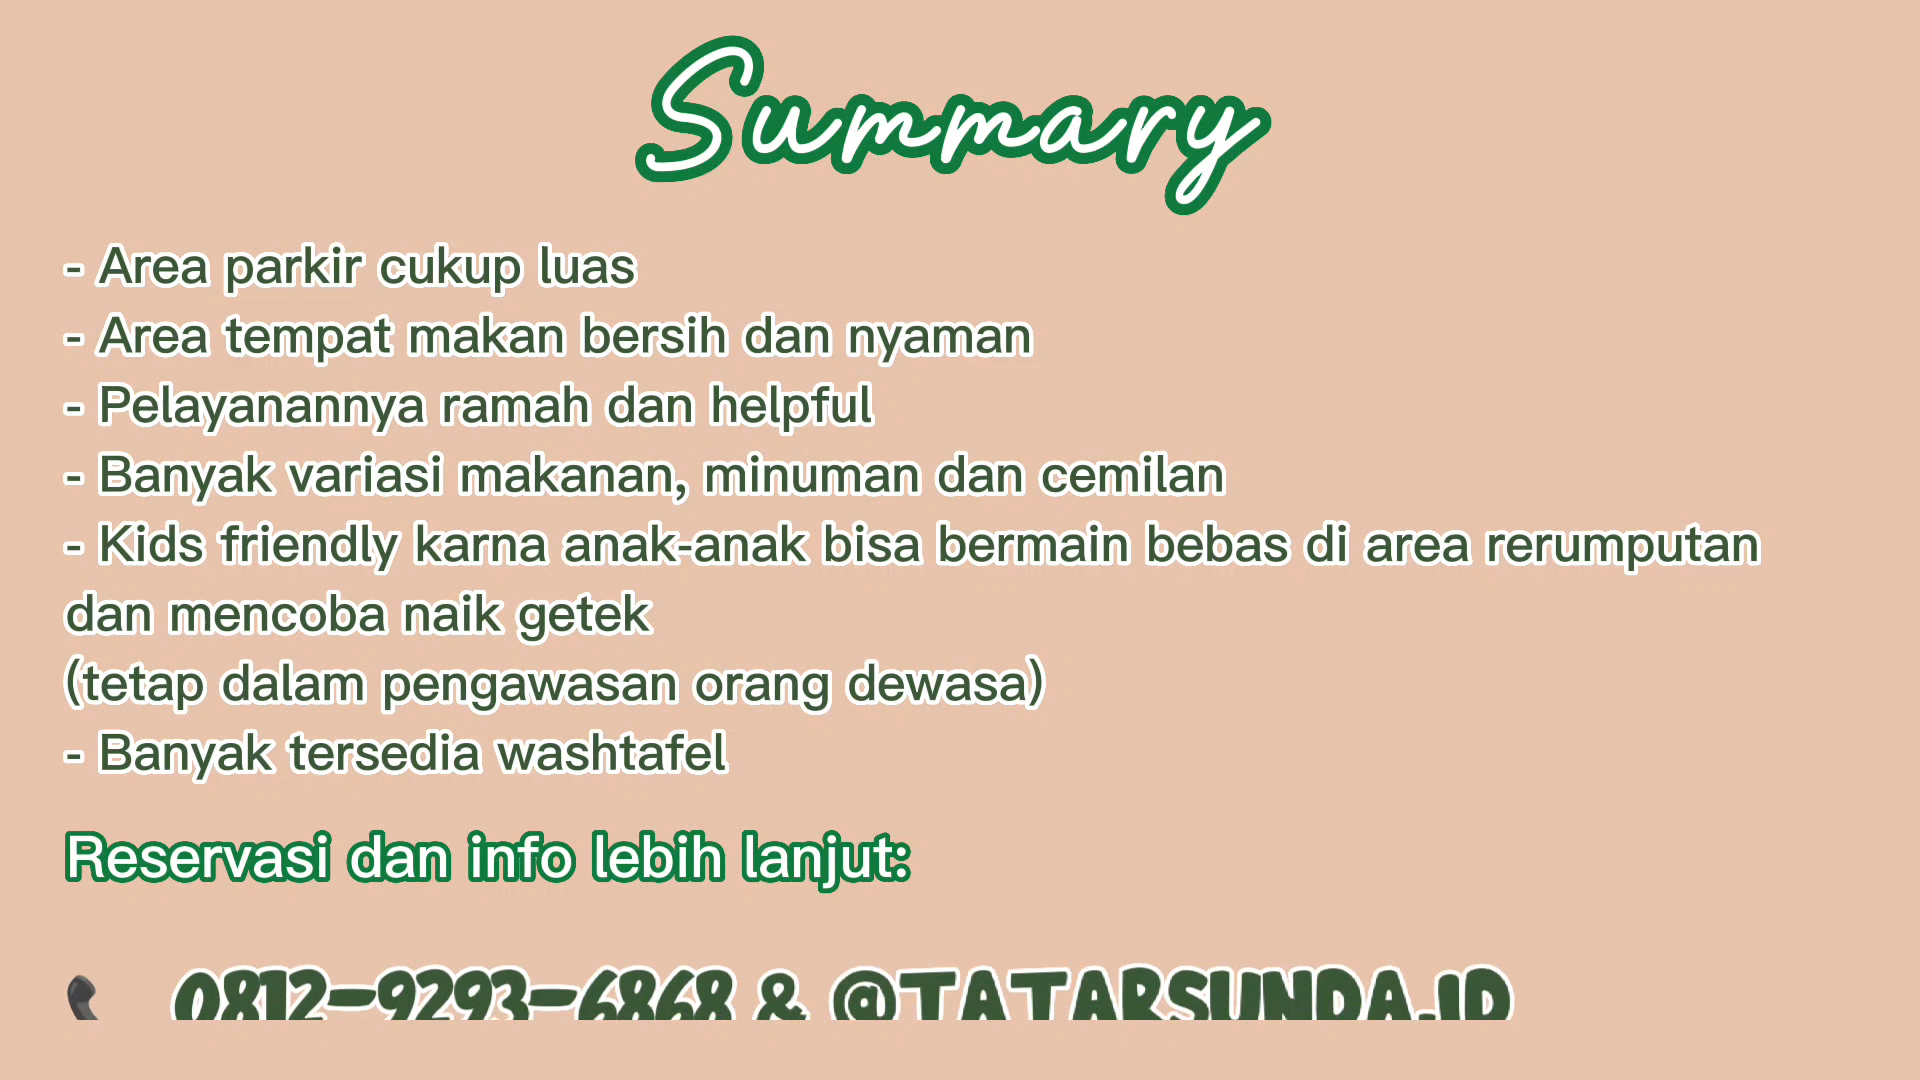 Summary
- Area parkir cukup luas
- Area tempat makan bersih dan nyaman
- Pelayanannya ramah dan helpful
- Banyak variasi makanan, minuman dan cemilan
- Kids friendly karna anak-anak bisa bermain bebas di area rerumputan
dan mencoba naik getek
(tetap dalam pengawasan orang dewasa)
- Banyak tersedia washtafel
Reservasi dan info lebih lanjut:
0812-9293-6868 & @TATARSUNDA.ID